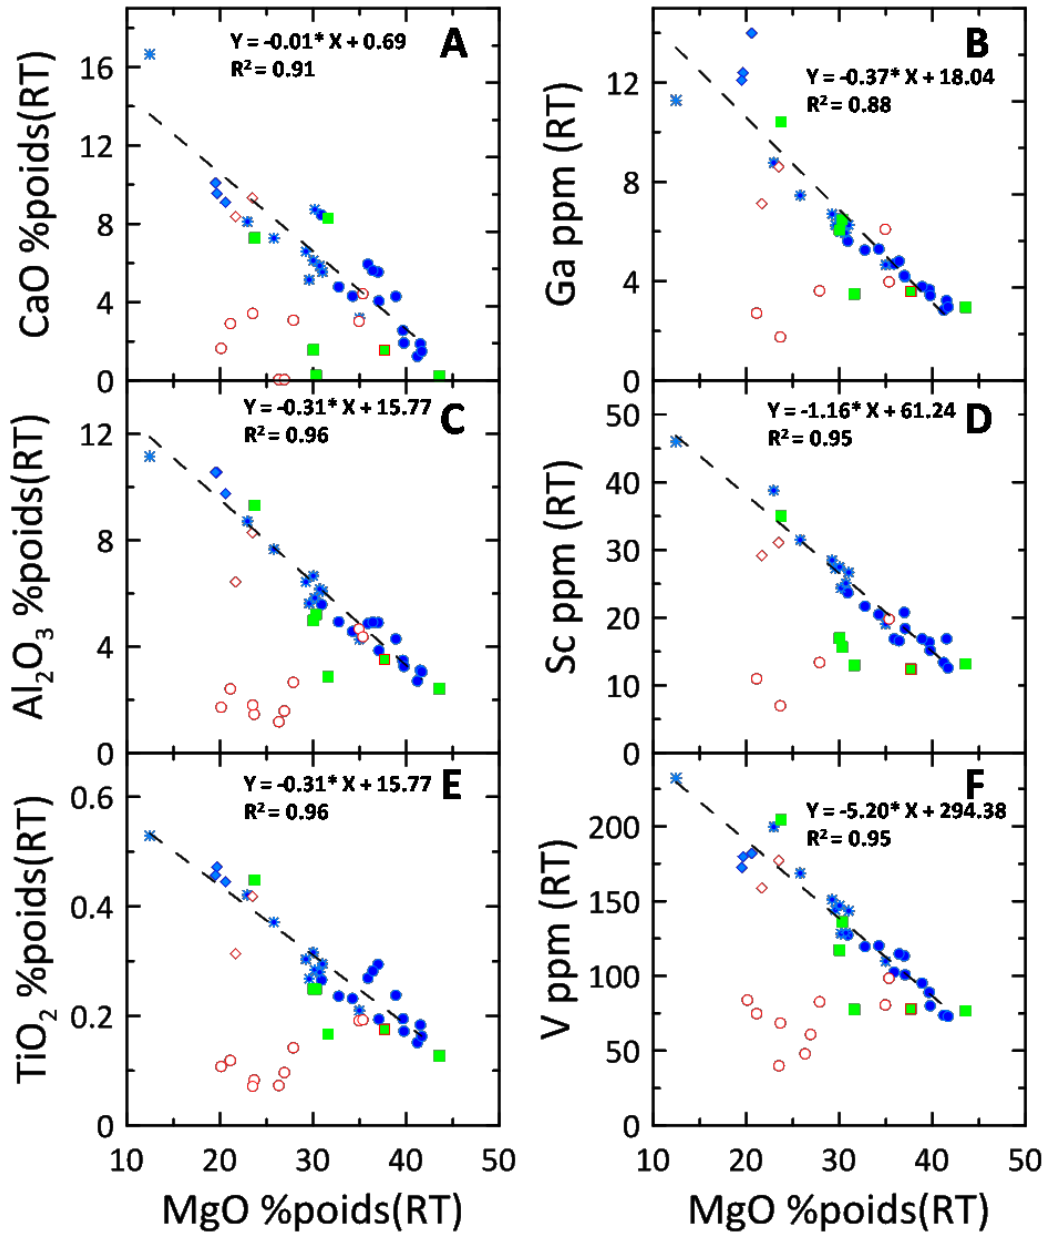 Y = -0.01* X + 0.69
R² = 0.91
A
CaO %poids(RT)
16
12
8
4
0
Y = -0.37* X + 18.04
R² = 0.88
B
Ga ppm (RT)
12
8
4
0
Y = -0.31* X + 15.77
R² = 0.96
C
Al₂O₃ %poids(RT)
12
8
4
0
Y = -1.16* X + 61.24
R² = 0.95
D
Sc ppm (RT)
50
40
30
20
10
0
Y = -0.31* X + 15.77
R² = 0.96
E
TiO₂ %poids(RT)
0.6
0.4
0.2
0
10 20 30 40 50
MgO %poids(RT)
Y = -5.20* X + 294.38
R² = 0.95
F
V ppm (RT)
200
150
100
50
0
10 20 30 40 50
MgO %poids(RT)